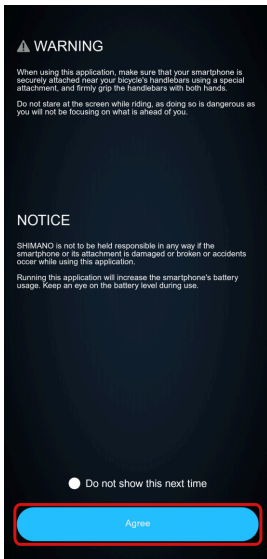 WARNING
When using this application, make sure that your smartphone is
securely attached near your bicycle's handlebars using a special
attachment, and firmly grip the handlebars with both hands.
Do not stare at the screen while riding, as doing so is dangerous as
you will not be focusing on what is ahead of you.
NOTICE
SHIMANO is not to be held responsible in any way if the
smartphone or its attachment is damaged or broken or accidents
occer while using this application.
Running this application will increase the smartphone's battery
usage. Keep an eye on the battery level during use.
Do not show this next time
Agree